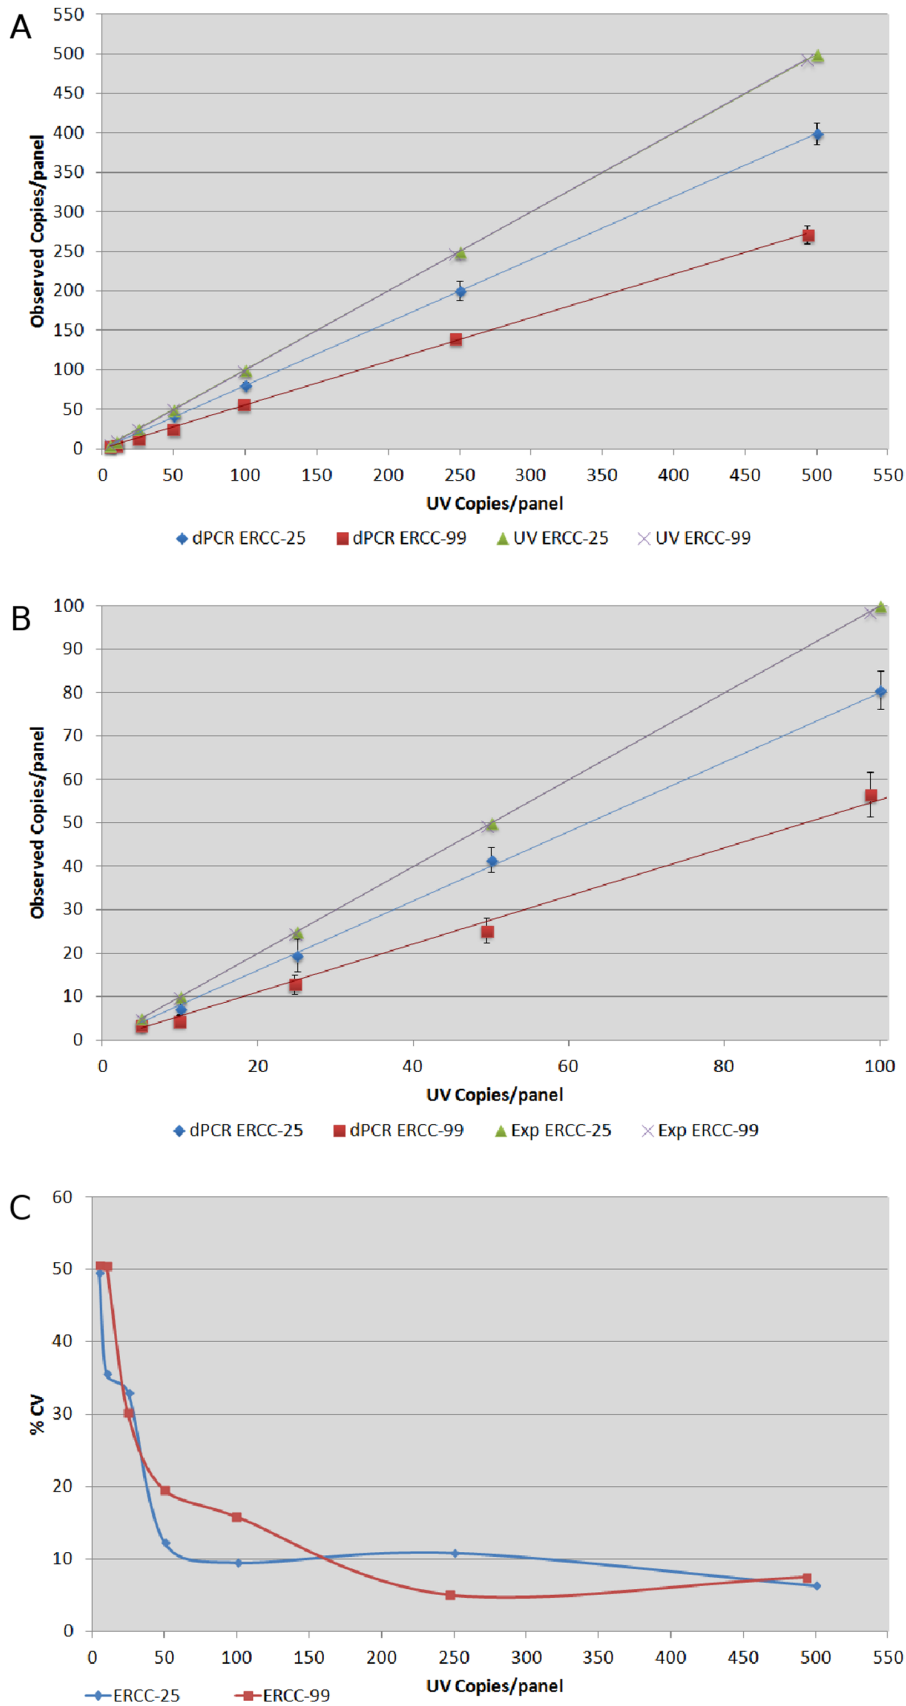 A
550
500
450
400
350
300
250
200
150
100
50
0
Observed Copies/panel
0 50 100 150 200 250 300 350 400 450 500 550
UV Copies/panel
dPCR ERCC-25 dPCR ERCC-99 UV ERCC-25 UV ERCC-99
B
100
90
80
70
60
50
40
30
20
10
0
Observed Copies/panel
0 20 40 60 80 100
UV Copies/panel
dPCR ERCC-25 dPCR ERCC-99 Exp ERCC-25 Exp ERCC-99
C
60
50
40
30
20
10
0
% CV
0 50 100 150 200 250 300 350 400 450 500 550
UV Copies/panel
ERCC-25 ERCC-99